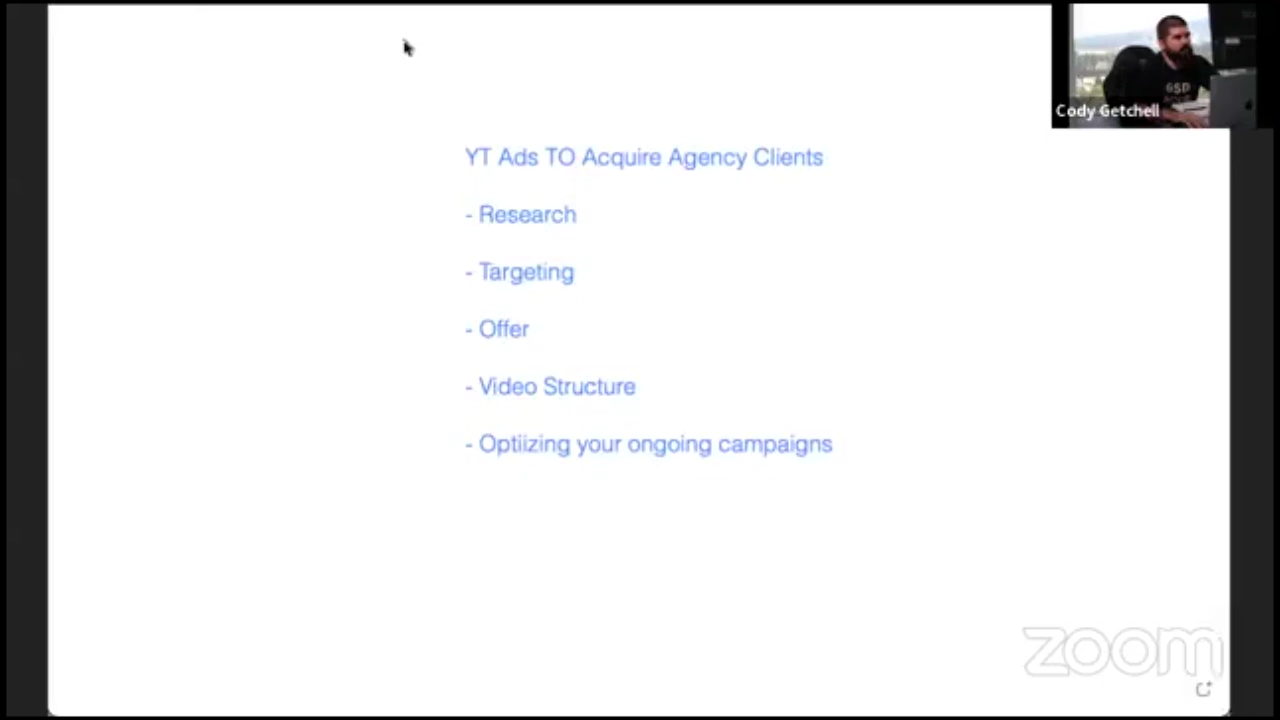 Cody Getchell
YT Ads TO Acquire Agency Clients
- Research
- Targeting
- Offer
- Video Structure
- Optiizing your ongoing campaigns
zoom